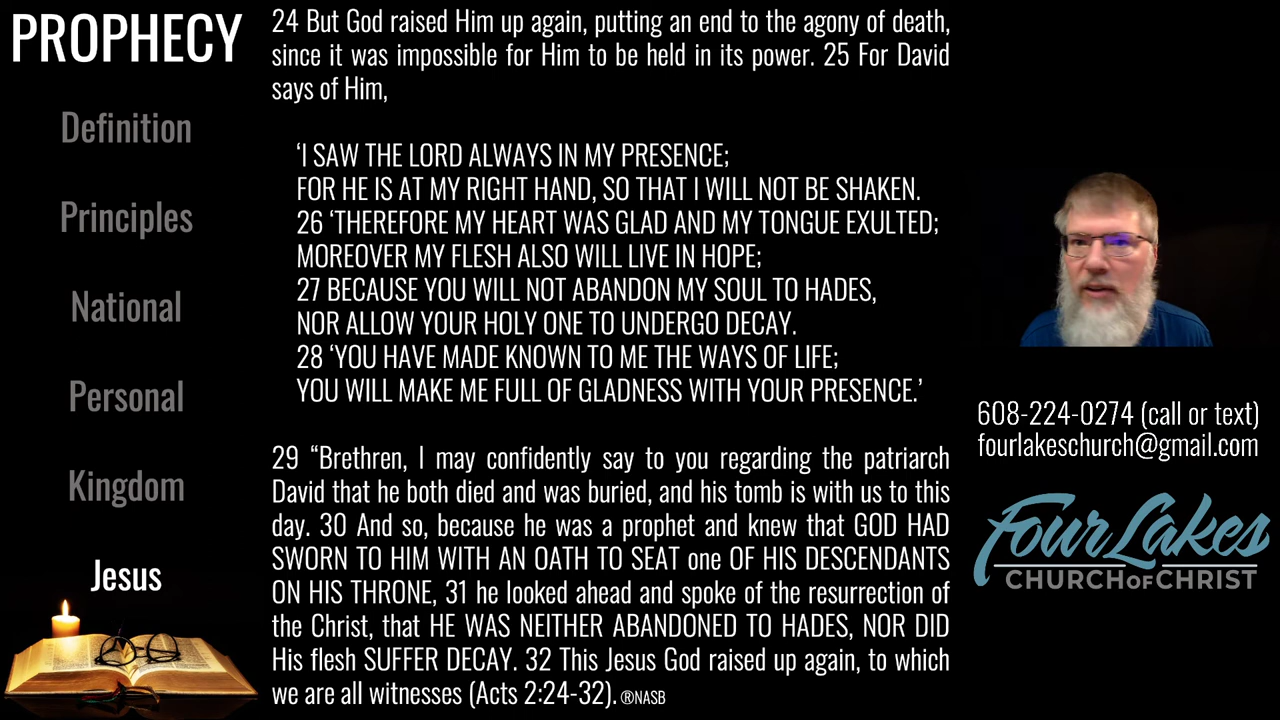 PROPHECY
Definition
Principles
National
Personal
Kingdom
Jesus
24 But God raised Him up again, putting an end to the agony of death,
since it was impossible for Him to be held in its power. 25 For David
says of Him,
‘I SAW THE LORD ALWAYS IN MY PRESENCE;
FOR HE IS AT MY RIGHT HAND, SO THAT I WILL NOT BE SHAKEN.
26 ‘THEREFORE MY HEART WAS GLAD AND MY TONGUE EXULTED;
MOREOVER MY FLESH ALSO WILL LIVE IN HOPE;
27 BECAUSE YOU WILL NOT ABANDON MY SOUL TO HADES,
NOR ALLOW YOUR HOLY ONE TO UNDERGO DECAY.
28 ‘YOU HAVE MADE KNOWN TO ME THE WAYS OF LIFE;
YOU WILL MAKE ME FULL OF GLADNESS WITH YOUR PRESENCE.’
29 “Brethren, I may confidently say to you regarding the patriarch
David that he both died and was buried, and his tomb is with us to this
day. 30 And so, because he was a prophet and knew that GOD HAD
SWORN TO HIM WITH AN OATH TO SEAT one OF HIS DESCENDANTS
ON HIS THRONE, 31 he looked ahead and spoke of the resurrection of
the Christ, that HE WAS NEITHER ABANDONED TO HADES, NOR DID
His flesh SUFFER DECAY. 32 This Jesus God raised up again, to which
we are all witnesses (Acts 2:24-32). ®NASB
608-224-0274 (call or text)
fourlakeschurch@gmail.com
Four Lakes
CHURCH OF CHRIST